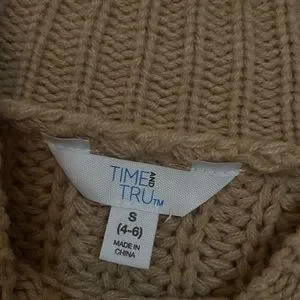 TIME AND
TRU™
S
(4-6)
MADE IN
CHINA